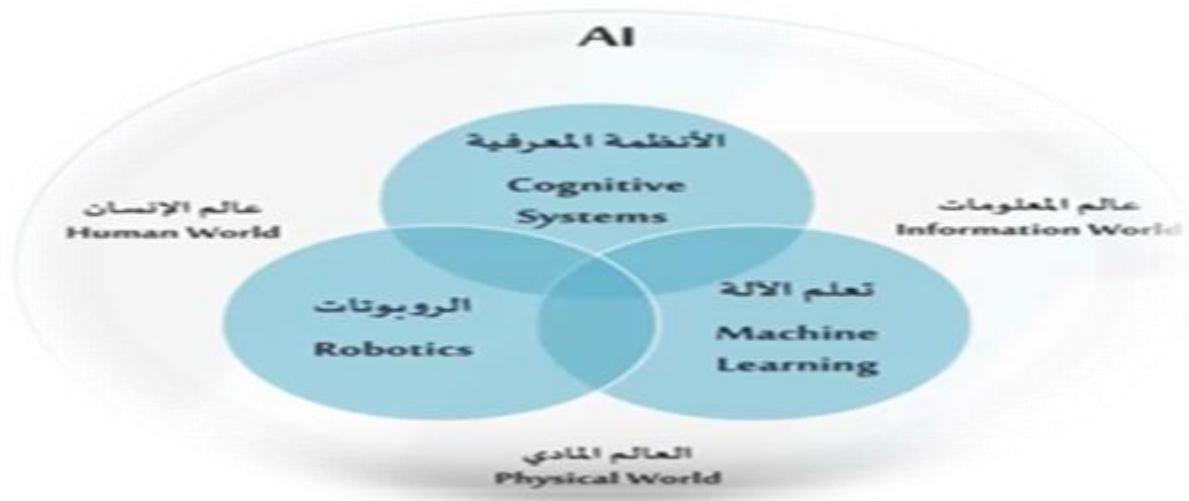 AI
الأنظمة المعرفية
Cognitive
Systems
عالم الإنسان
Human World
عالم المعلومات
Information World
الروبوتات
Robotics
تعلم الآلة
Machine
Learning
العالم المادي
Physical World